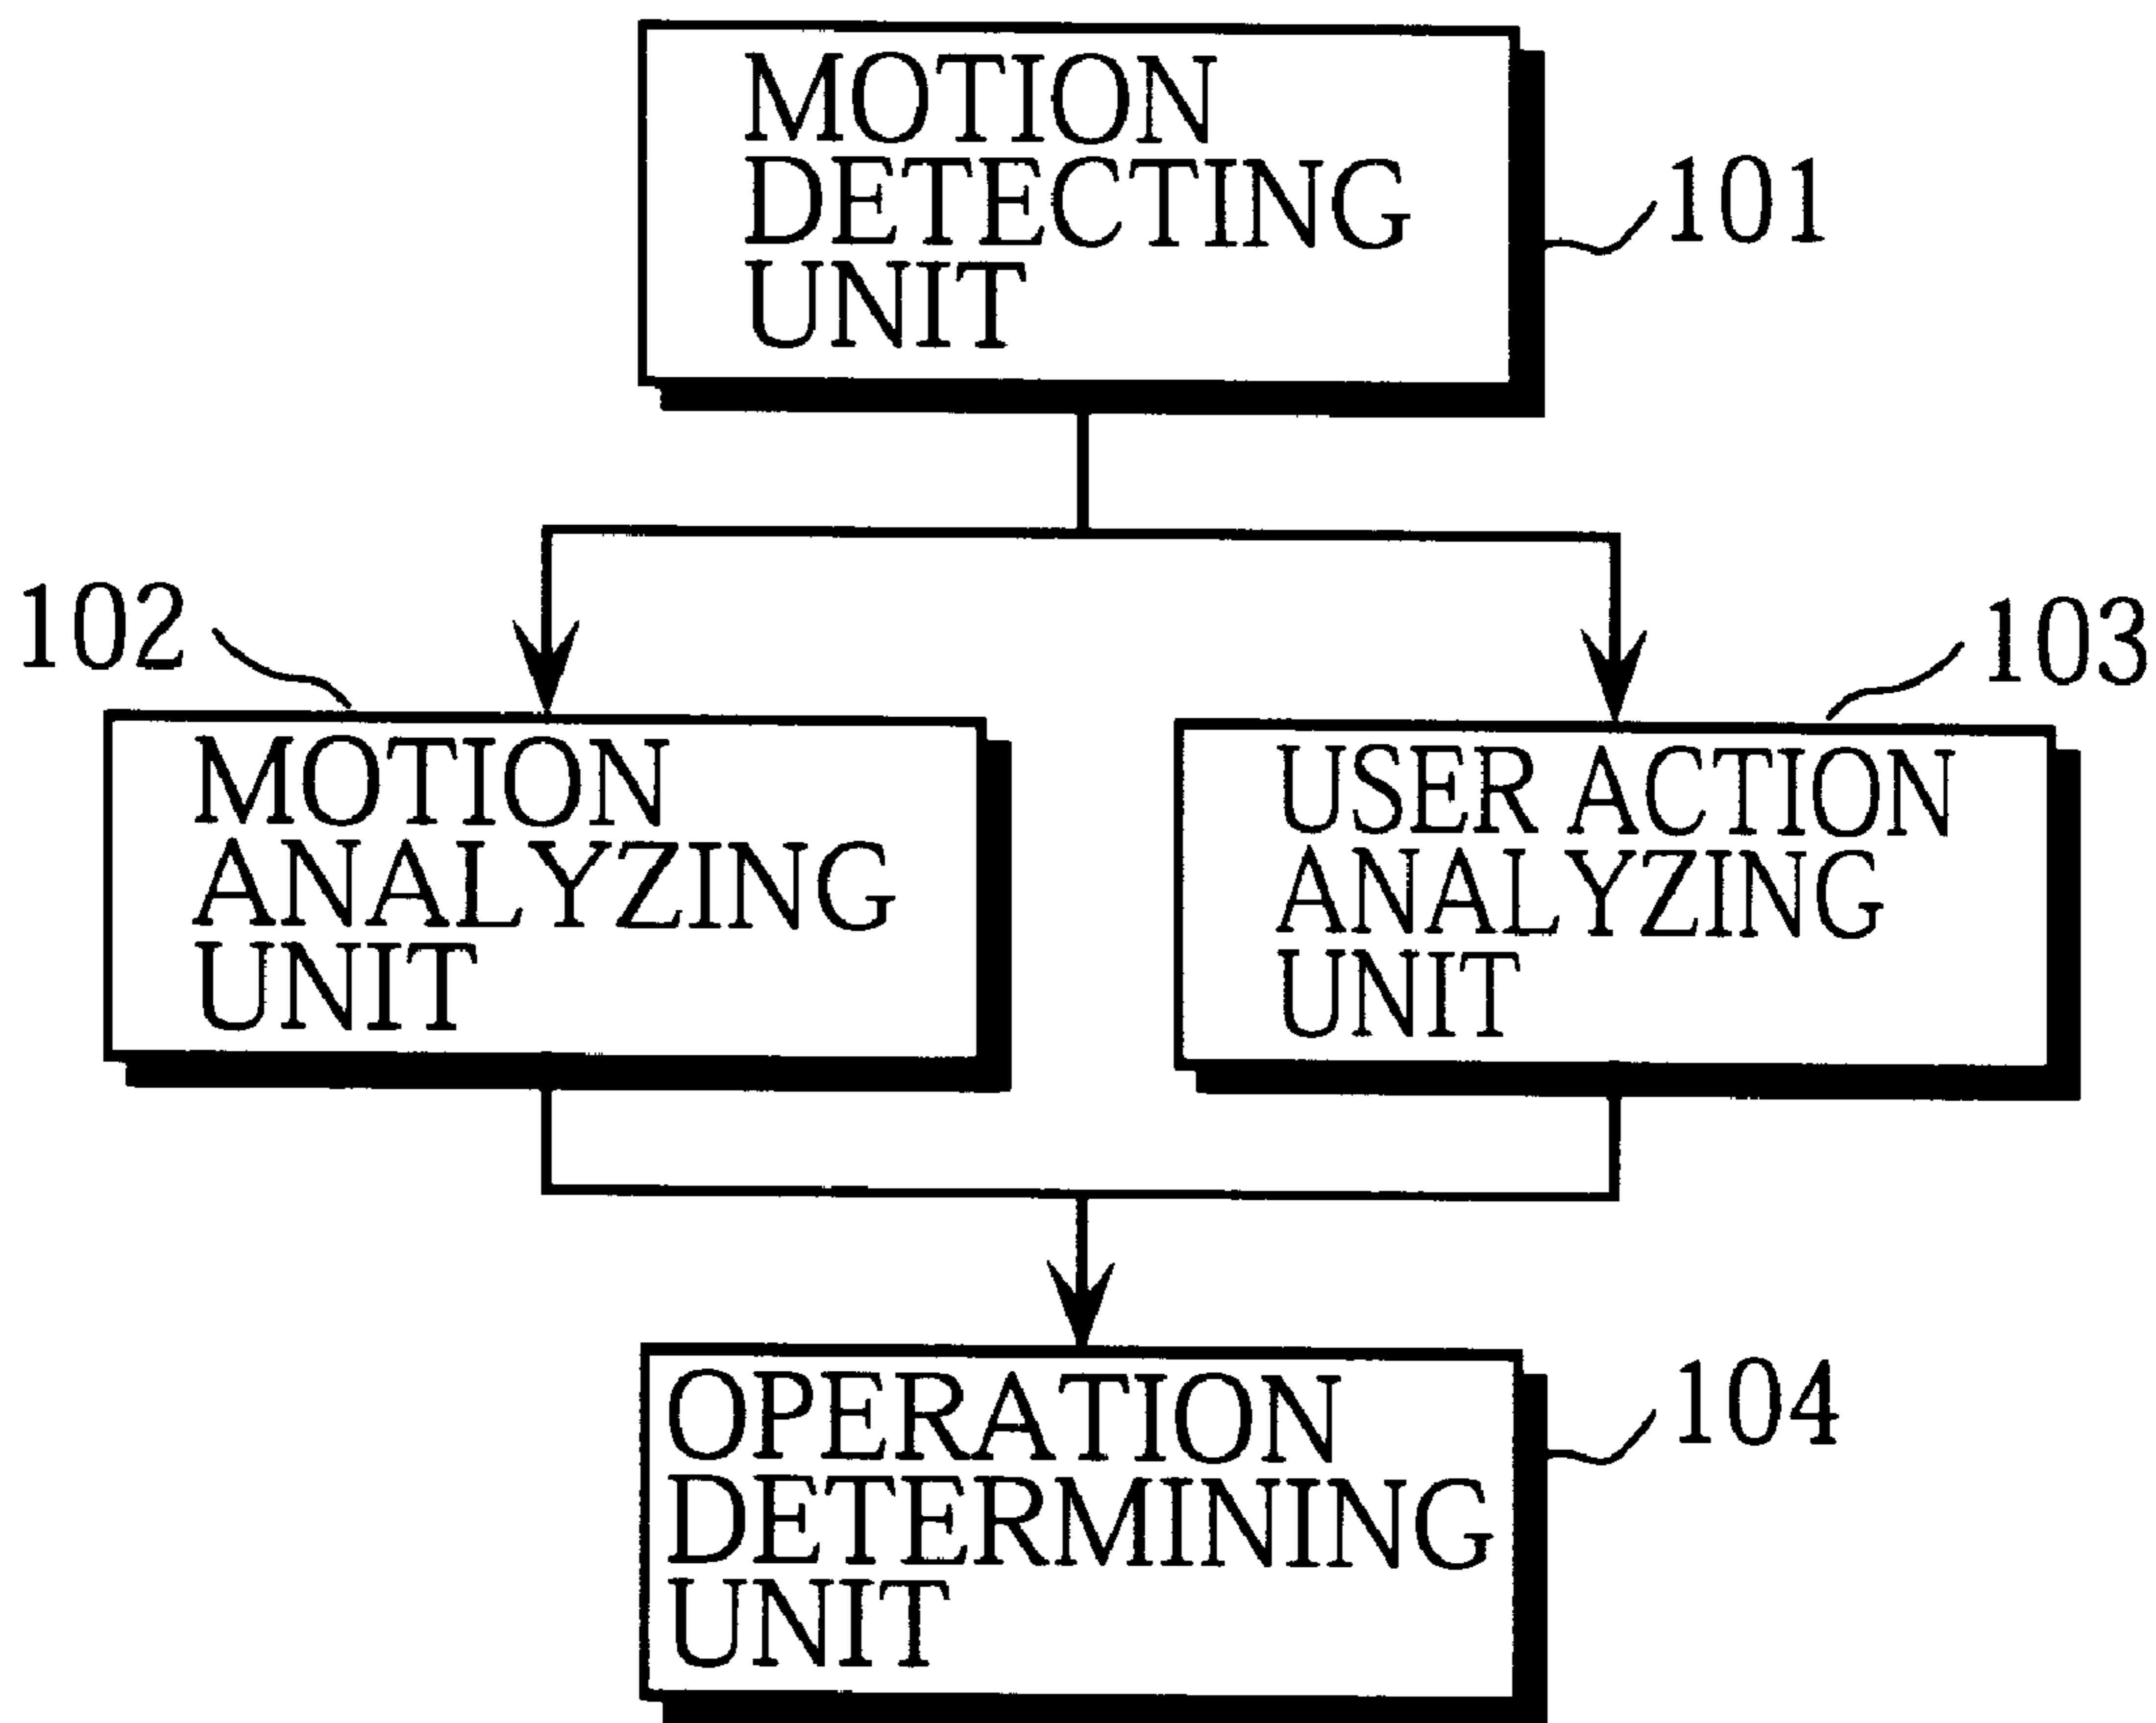 MOTION
DETECTING
UNIT
101
102
103
MOTION
ANALYZING
UNIT
USER ACTION
ANALYZING
UNIT
OPERATION
DETERMINING
UNIT
104